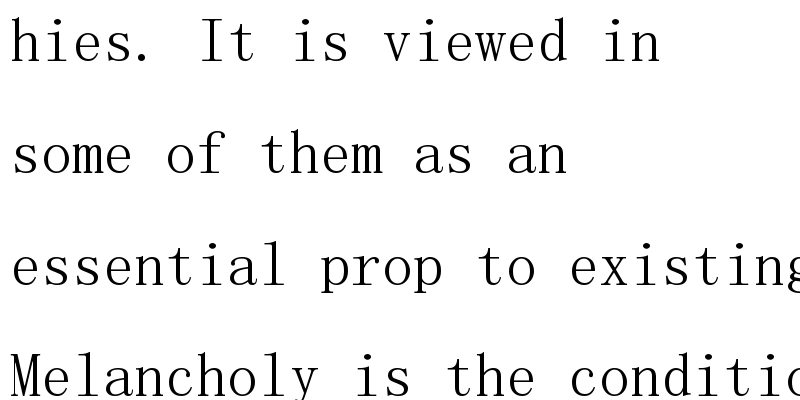 hies. It is viewed in
some of them as an
essential prop to existing
Melancholy is the conditio